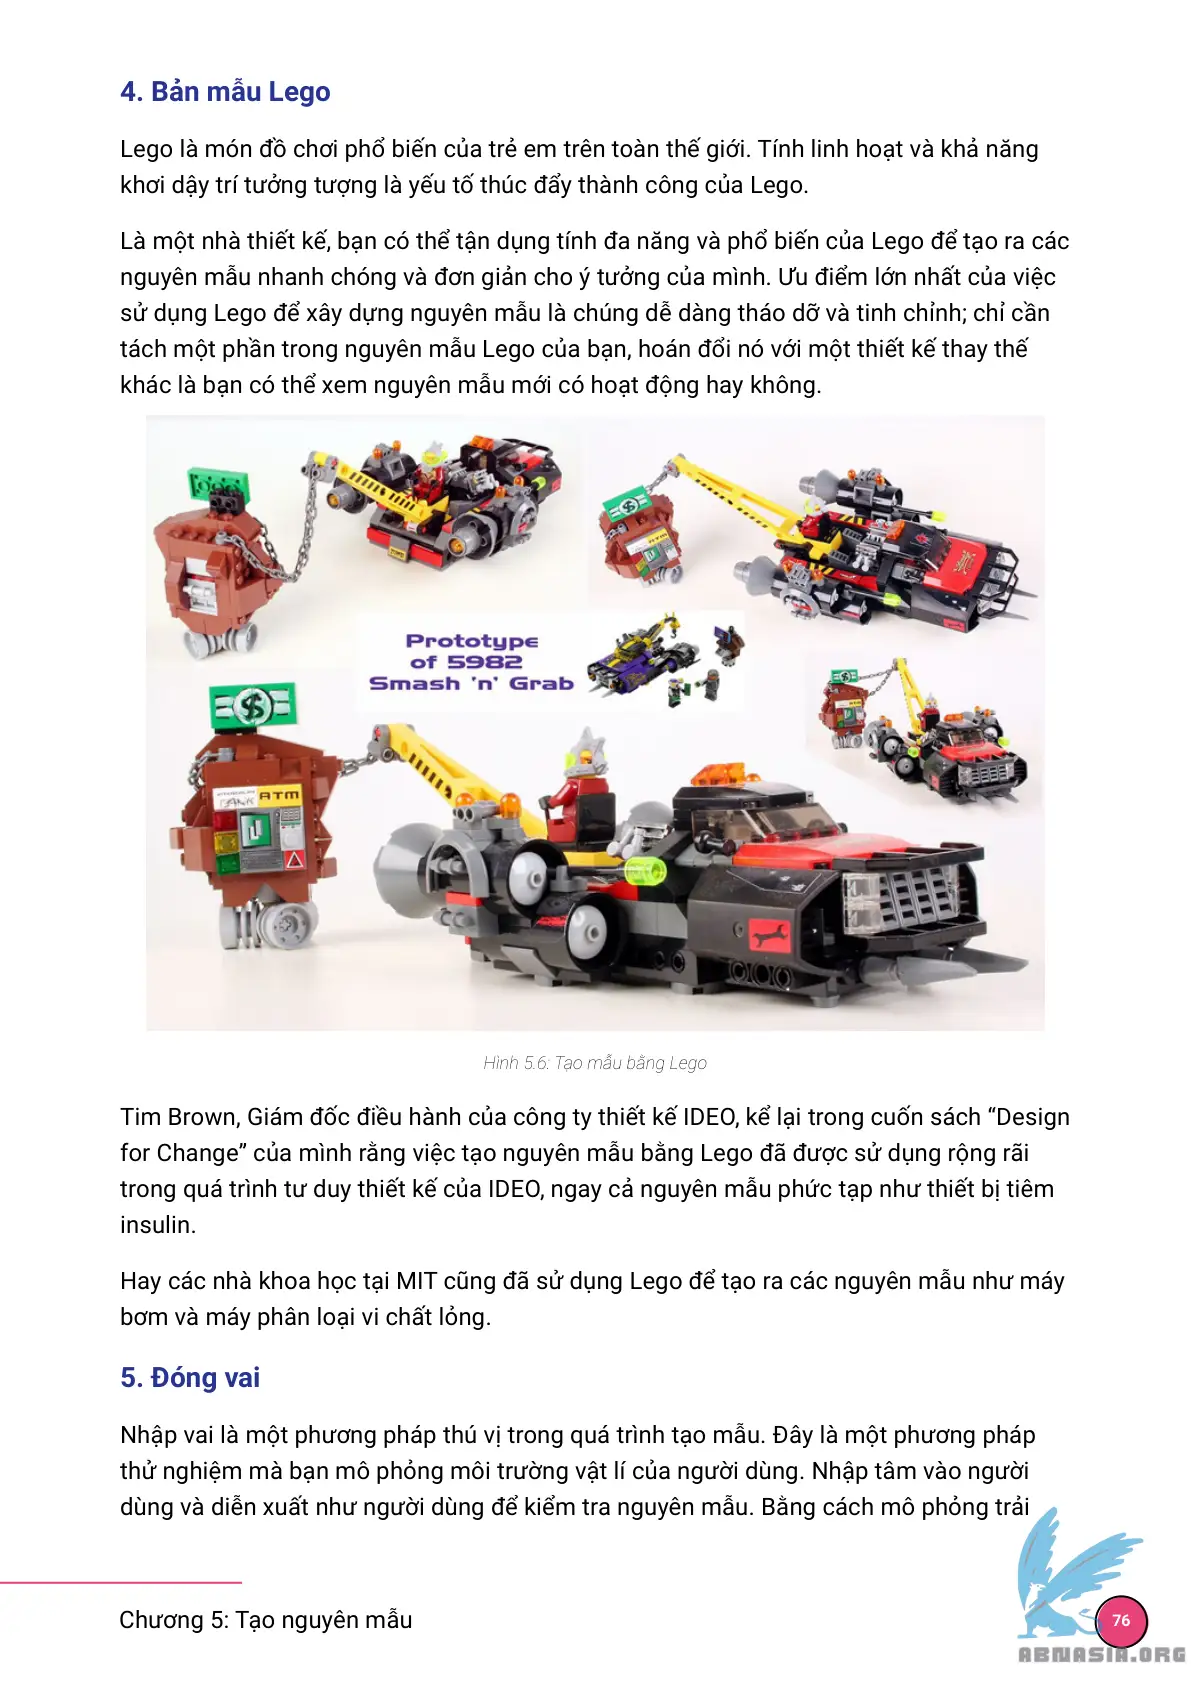 4. Bản mẫu Lego
Lego là món đồ chơi phổ biến của trẻ em trên toàn thế giới. Tính linh hoạt và khả năng
khơi dậy trí tưởng tượng là yếu tố thúc đẩy thành công của Lego.
Là một nhà thiết kế, bạn có thể tận dụng tính đa năng và phổ biến của Lego để tạo ra các
nguyên mẫu nhanh chóng và đơn giản cho ý tưởng của mình. Ưu điểm lớn nhất của việc
sử dụng Lego để xây dựng nguyên mẫu là chúng dễ dàng tháo dỡ và tinh chỉnh; chỉ cần
tách một phần trong nguyên mẫu Lego của bạn, hoán đổi nó với một thiết kế thay thế
khác là bạn có thể xem nguyên mẫu mới có hoạt động hay không.
Prototype
of 5982
Smash 'n' Grab
$
ATM
$
BANK
ATM
Hình 5.6: Tạo mẫu bằng Lego
Tim Brown, Giám đốc điều hành của công ty thiết kế IDEO, kể lại trong cuốn sách “Design
for Change” của mình rằng việc tạo nguyên mẫu bằng Lego đã được sử dụng rộng rãi
trong quá trình tư duy thiết kế của IDEO, ngay cả nguyên mẫu phức tạp như thiết bị tiêm
insulin.
Hay các nhà khoa học tại MIT cũng đã sử dụng Lego để tạo ra các nguyên mẫu như máy
bơm và máy phân loại vi chất lỏng.
5. Đóng vai
Nhập vai là một phương pháp thú vị trong quá trình tạo mẫu. Đây là một phương pháp
thử nghiệm mà bạn mô phỏng môi trường vật lí của người dùng. Nhập tâm vào người
dùng và diễn xuất như người dùng để kiểm tra nguyên mẫu. Bằng cách mô phỏng trải
Chương 5: Tạo nguyên mẫu
76
ABNASIA.ORG